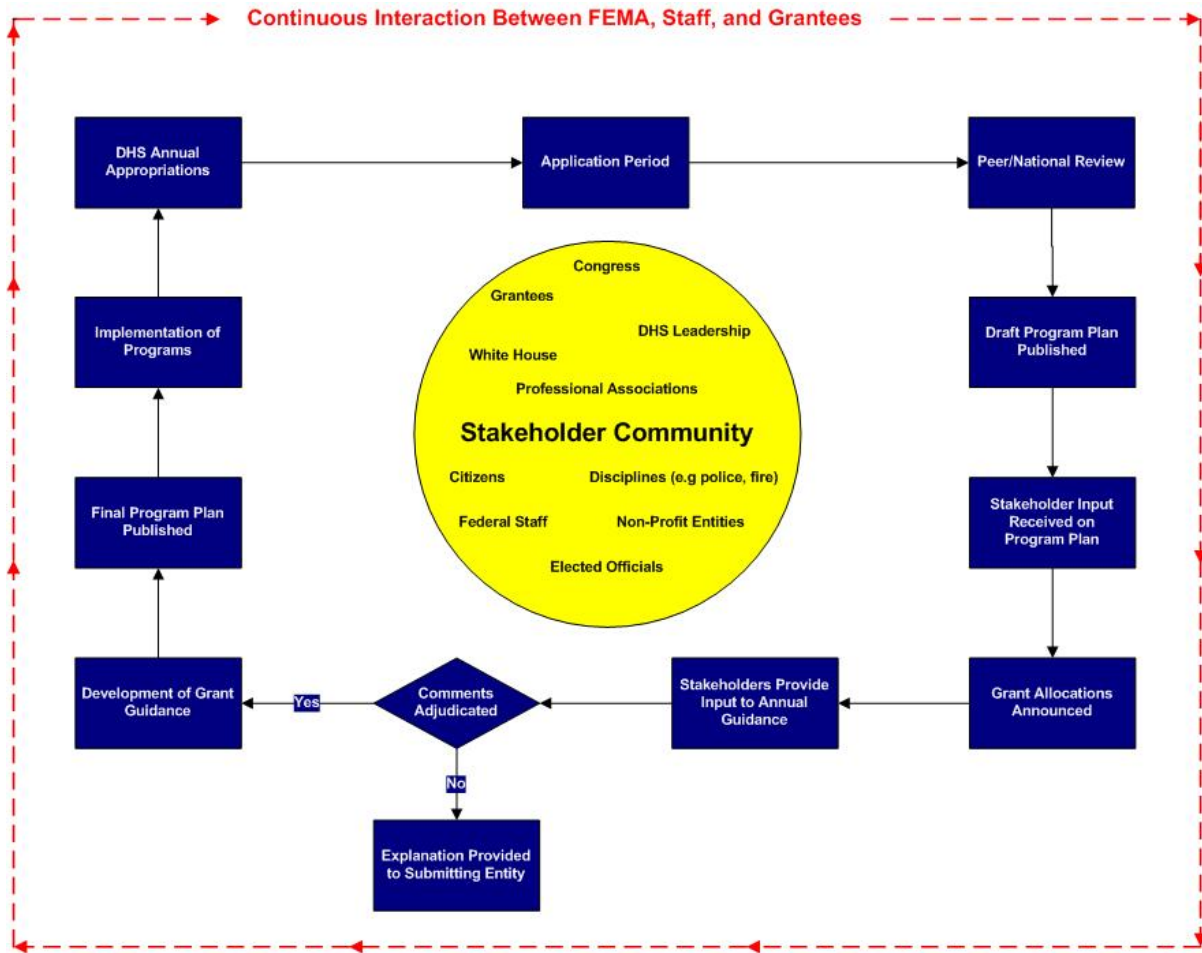 Continuous Interaction Between FEMA, Staff, and Grantees
DHS Annual
Appropriations
Application Period
Peer/National Review
Congress
Grantees
DHS Leadership
White House
Professional Associations
Stakeholder Community
Citizens
Disciplines (e.g police, fire)
Federal Staff
Non-Profit Entities
Elected Officials
Implementation of
Programs
Draft Program Plan
Published
Final Program Plan
Published
Stakeholder Input
Received on
Program Plan
Development of Grant
Guidance
Yes
Comments
Adjudicated
Stakeholders Provide
Input to Annual
Guidance
Grant Allocations
Announced
No
Explanation Provided
to Submitting Entity